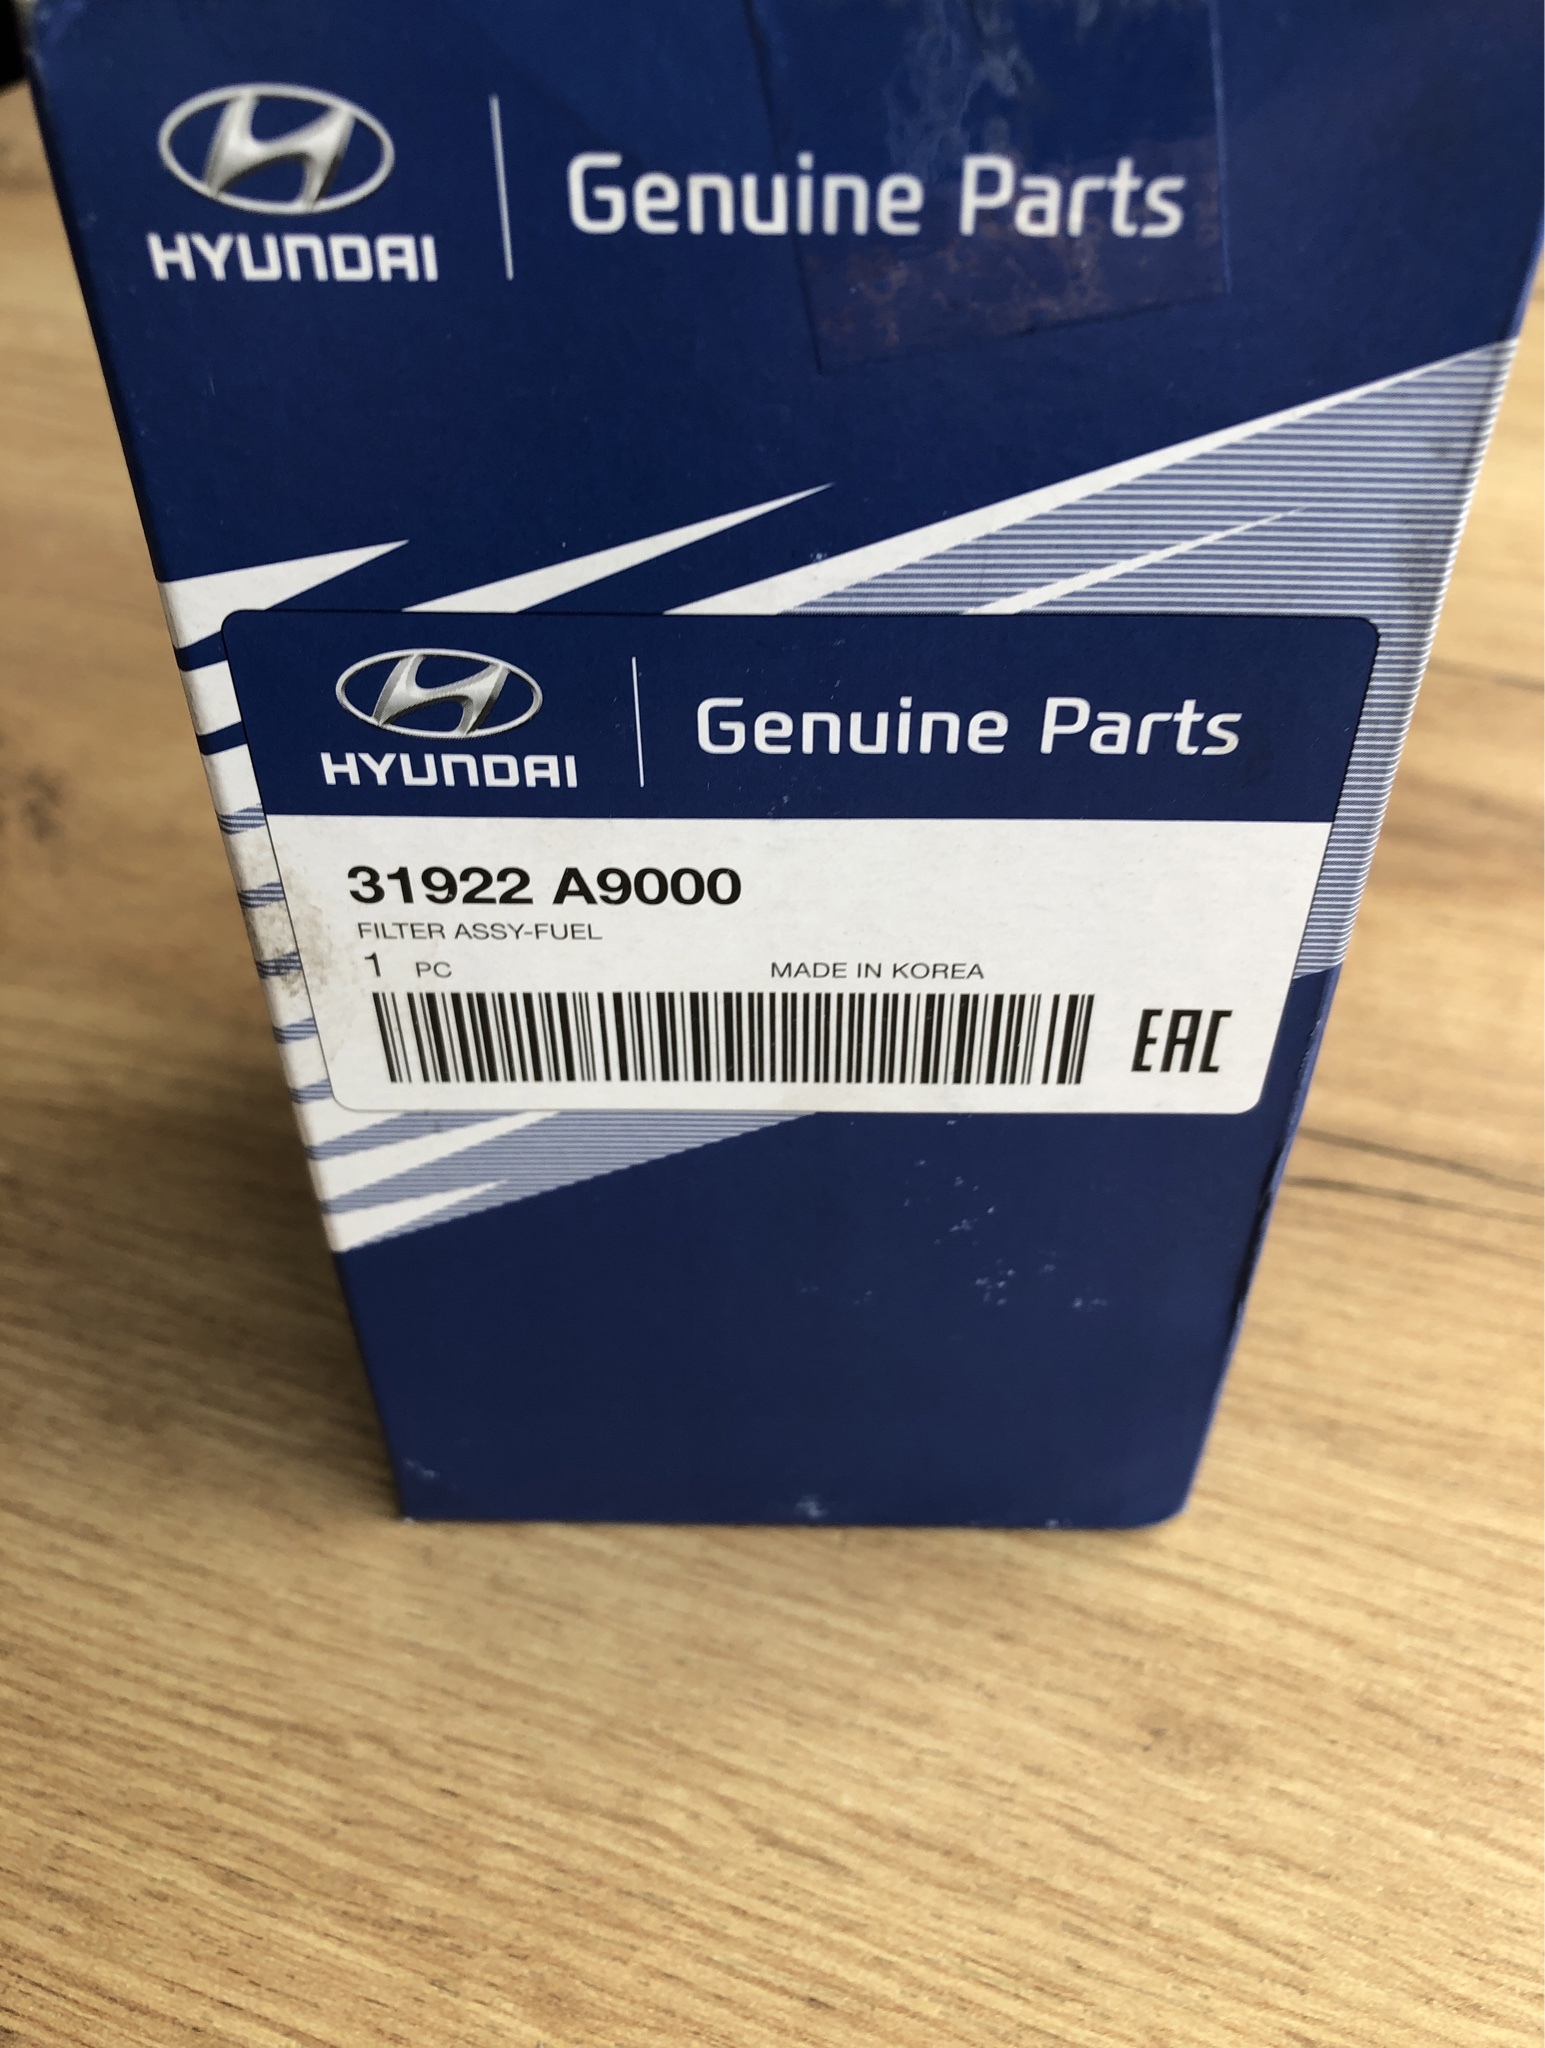 HYUNDAI
Genuine Parts
HYUNDAI
Genuine Parts
31922 A9000
FILTER ASSY-FUEL
1 PC MADE IN KOREA
EAC